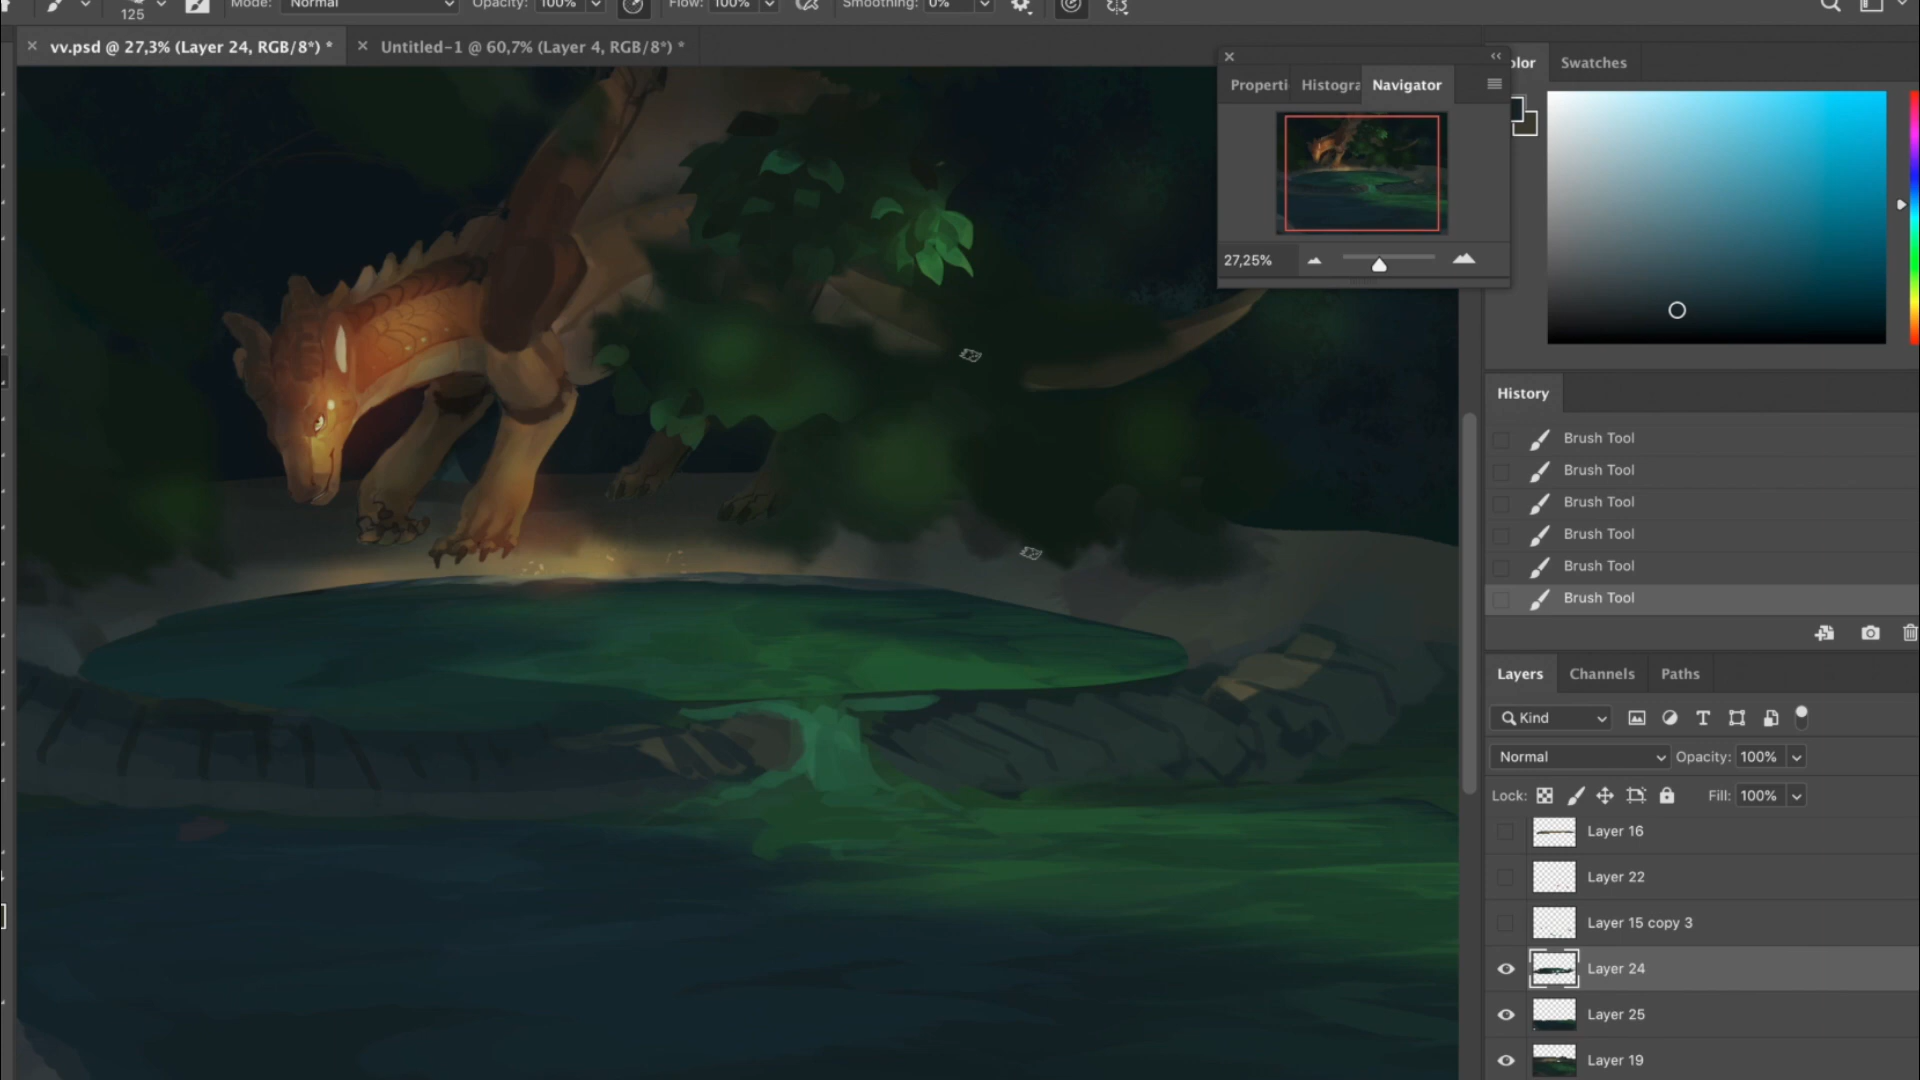 125 Mode: Normal Opacity: 100% Flow: 100% Smoothing: 0%
vv.psd @ 27,3% (Layer 24, RGB/8*) * Untitled-1 @ 60,7% (Layer 4, RGB/8*) *
Properti Histogra Navigator
27,25%
olor Swatches
History
Brush Tool
Brush Tool
Brush Tool
Brush Tool
Brush Tool
Brush Tool
Layers Channels Paths
Kind
Normal Opacity: 100%
Lock: Fill: 100%
Layer 16
Layer 22
Layer 15 copy 3
Layer 24
Layer 25
Layer 19